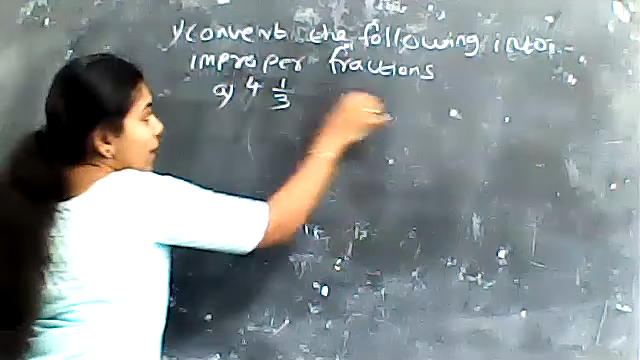 1) Convert the following into
improper fractions
a) 4 1/3